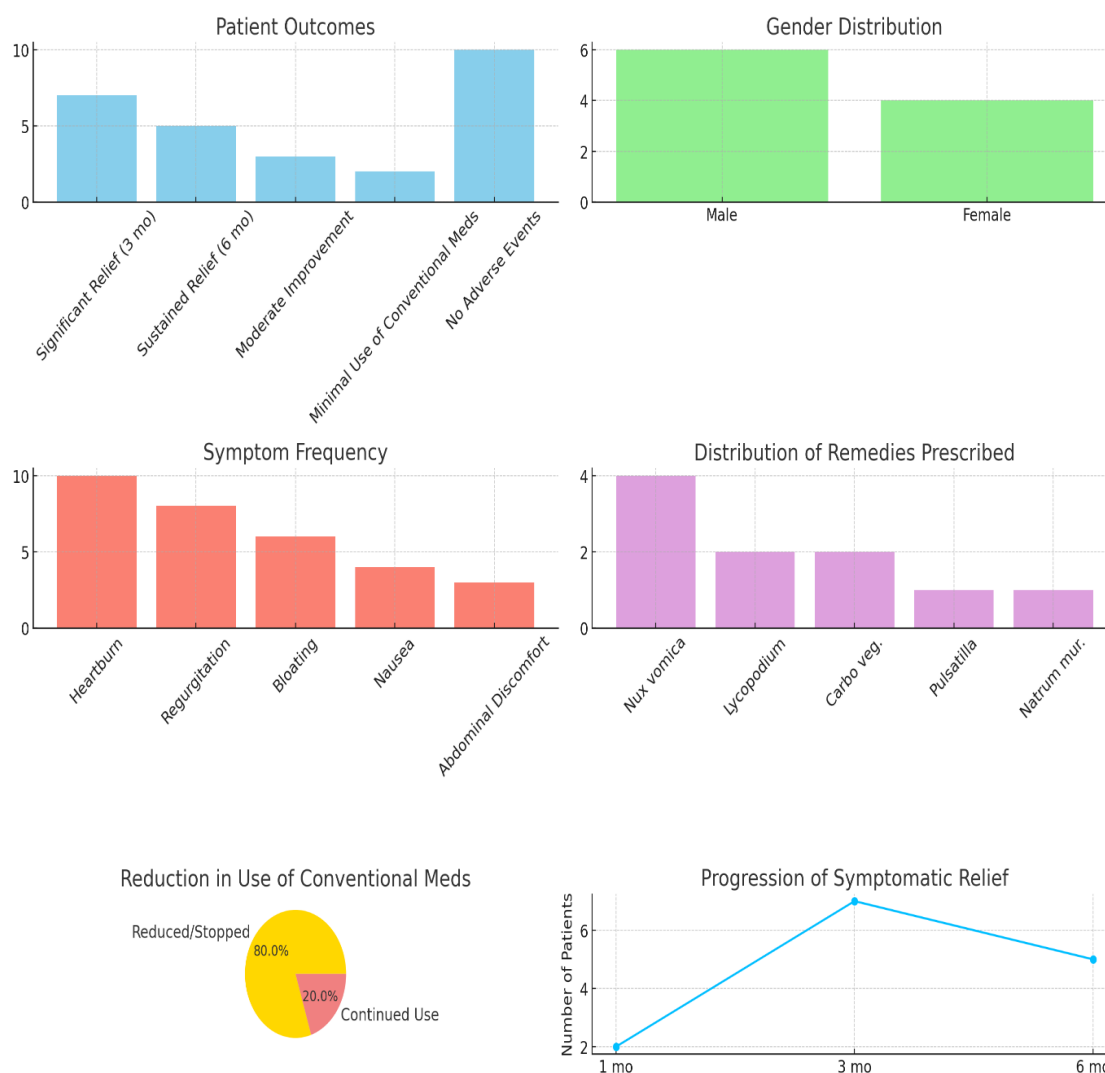 Patient Outcomes
10
5
0
Significant Relief (3 mo)
Sustained Relief (6 mo)
Moderate Improvement
Minimal Use of Conventional Meds
No Adverse Events
Gender Distribution
6
4
2
0
Male
Female
Symptom Frequency
10
5
0
Heartburn
Regurgitation
Bloating
Nausea
Abdominal Discomfort
Distribution of Remedies Prescribed
4
2
0
Nux vomica
Lycopodium
Carbo veg.
Pulsatilla
Natrum mur.
Reduction in Use of Conventional Meds
Reduced/Stopped
80.0%
20.0%
Continued Use
Progression of Symptomatic Relief
Number of Patients
6
4
2
1 mo
3 mo
6 mo